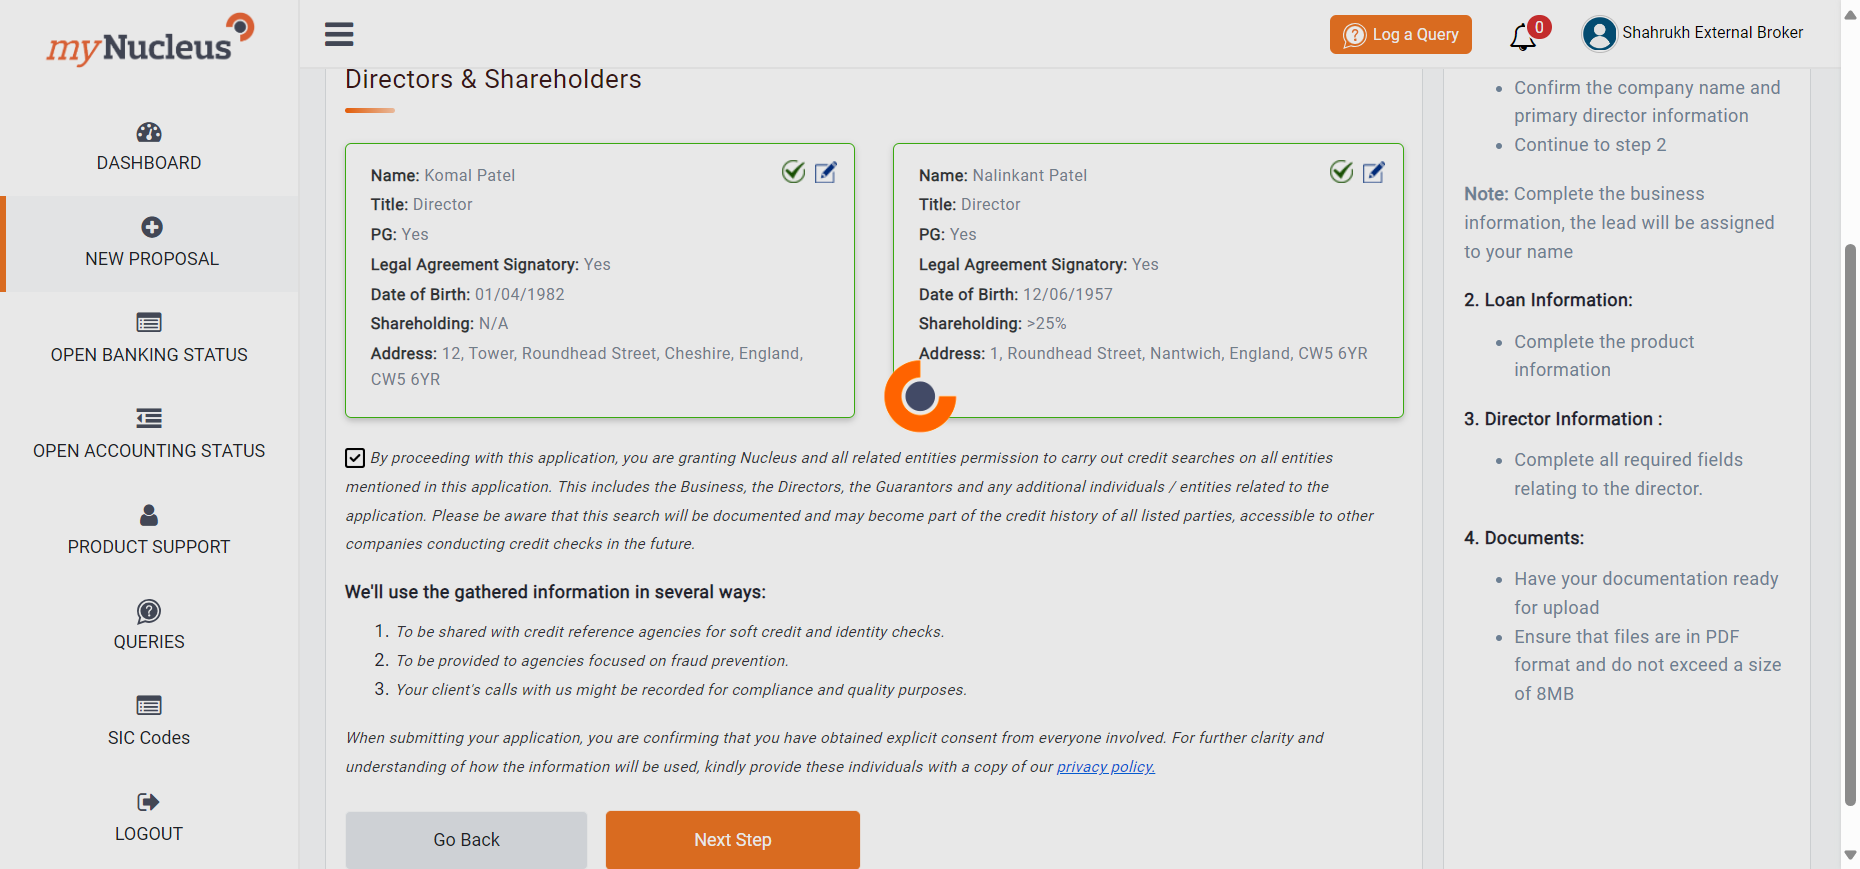 myNucleus
Log a Query
0
Shahrukh External Broker
DASHBOARD
NEW PROPOSAL
OPEN BANKING STATUS
OPEN ACCOUNTING STATUS
PRODUCT SUPPORT
QUERIES
SIC Codes
LOGOUT
Directors & Shareholders
Name: Komal Patel
Title: Director
PG: Yes
Legal Agreement Signatory: Yes
Date of Birth: 01/04/1982
Shareholding: N/A
Address: 12, Tower, Roundhead Street, Cheshire, England,
CW5 6YR
Name: Nalinkant Patel
Title: Director
PG: Yes
Legal Agreement Signatory: Yes
Date of Birth: 12/06/1957
Shareholding: >25%
Address: 1, Roundhead Street, Nantwich, England, CW5 6YR
By proceeding with this application, you are granting Nucleus and all related entities permission to carry out credit searches on all entities
mentioned in this application. This includes the Business, the Directors, the Guarantors and any additional individuals / entities related to the
application. Please be aware that this search will be documented and may become part of the credit history of all listed parties, accessible to other
companies conducting credit checks in the future.
We'll use the gathered information in several ways:
1. To be shared with credit reference agencies for soft credit and identity checks.
2. To be provided to agencies focused on fraud prevention.
3. Your client's calls with us might be recorded for compliance and quality purposes.
When submitting your application, you are confirming that you have obtained explicit consent from everyone involved. For further clarity and
understanding of how the information will be used, kindly provide these individuals with a copy of our privacy policy.
Go Back
Next Step
• Confirm the company name and
primary director information
• Continue to step 2
Note: Complete the business
information, the lead will be assigned
to your name
2. Loan Information:
• Complete the product
information
3. Director Information :
• Complete all required fields
relating to the director.
4. Documents:
• Have your documentation ready
for upload
• Ensure that files are in PDF
format and do not exceed a size
of 8MB